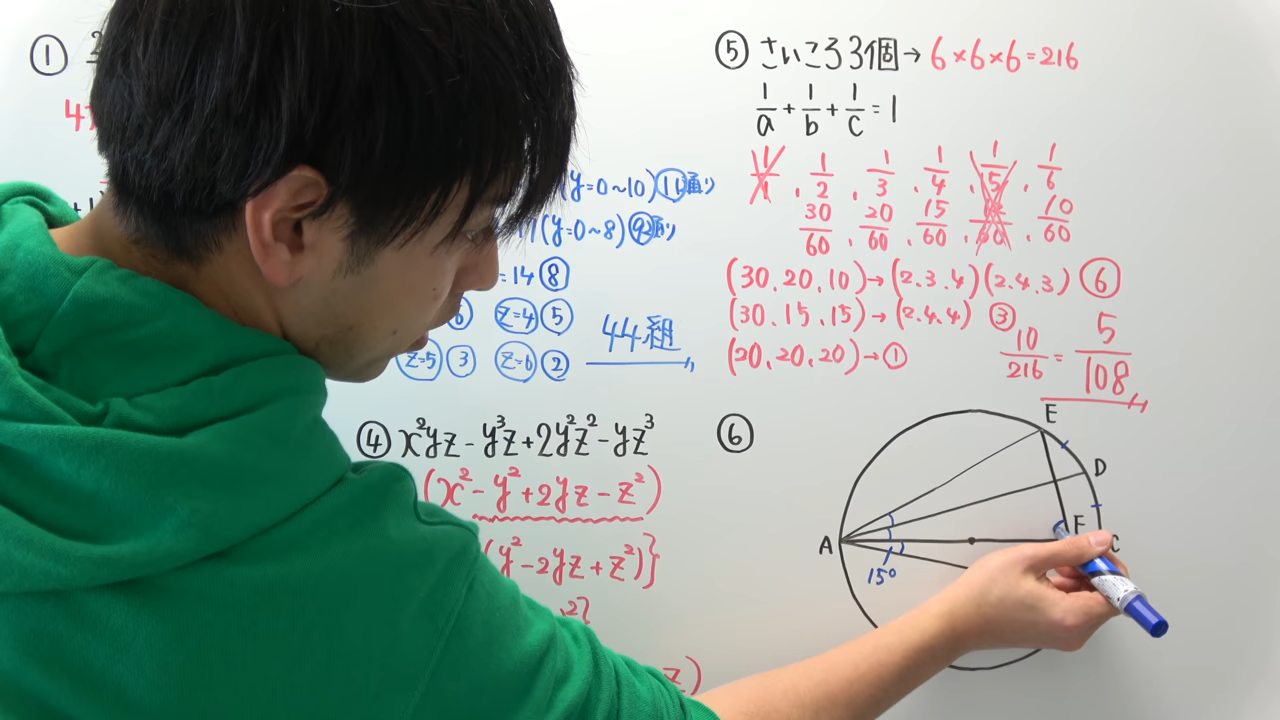 ①
4
(y=0~10) ⑪通り
(y=0~8) ⑨通り
=14 ⑧
z=4 ⑤
z=5 ③ z=6 ②
44組
④ x²yz - y³z + 2y²z² - yz³
(x² - y² + 2yz - z²)
(y² - 2yz + z²)}
⑤ さいころ3個→ 6×6×6=216
1/a + 1/b + 1/c = 1
1/1 , 1/2 , 1/3 , 1/4 , 1/5 , 1/6
30/60 , 20/60 , 15/60 , 12/60 , 10/60
(30.20.10)→(2.3.4)(2.4.3) ⑥
(30.15.15)→(2.4.4) ③
(20.20.20)→①
10/216 = 5/108
⑥
E
D
F
A
C
15°